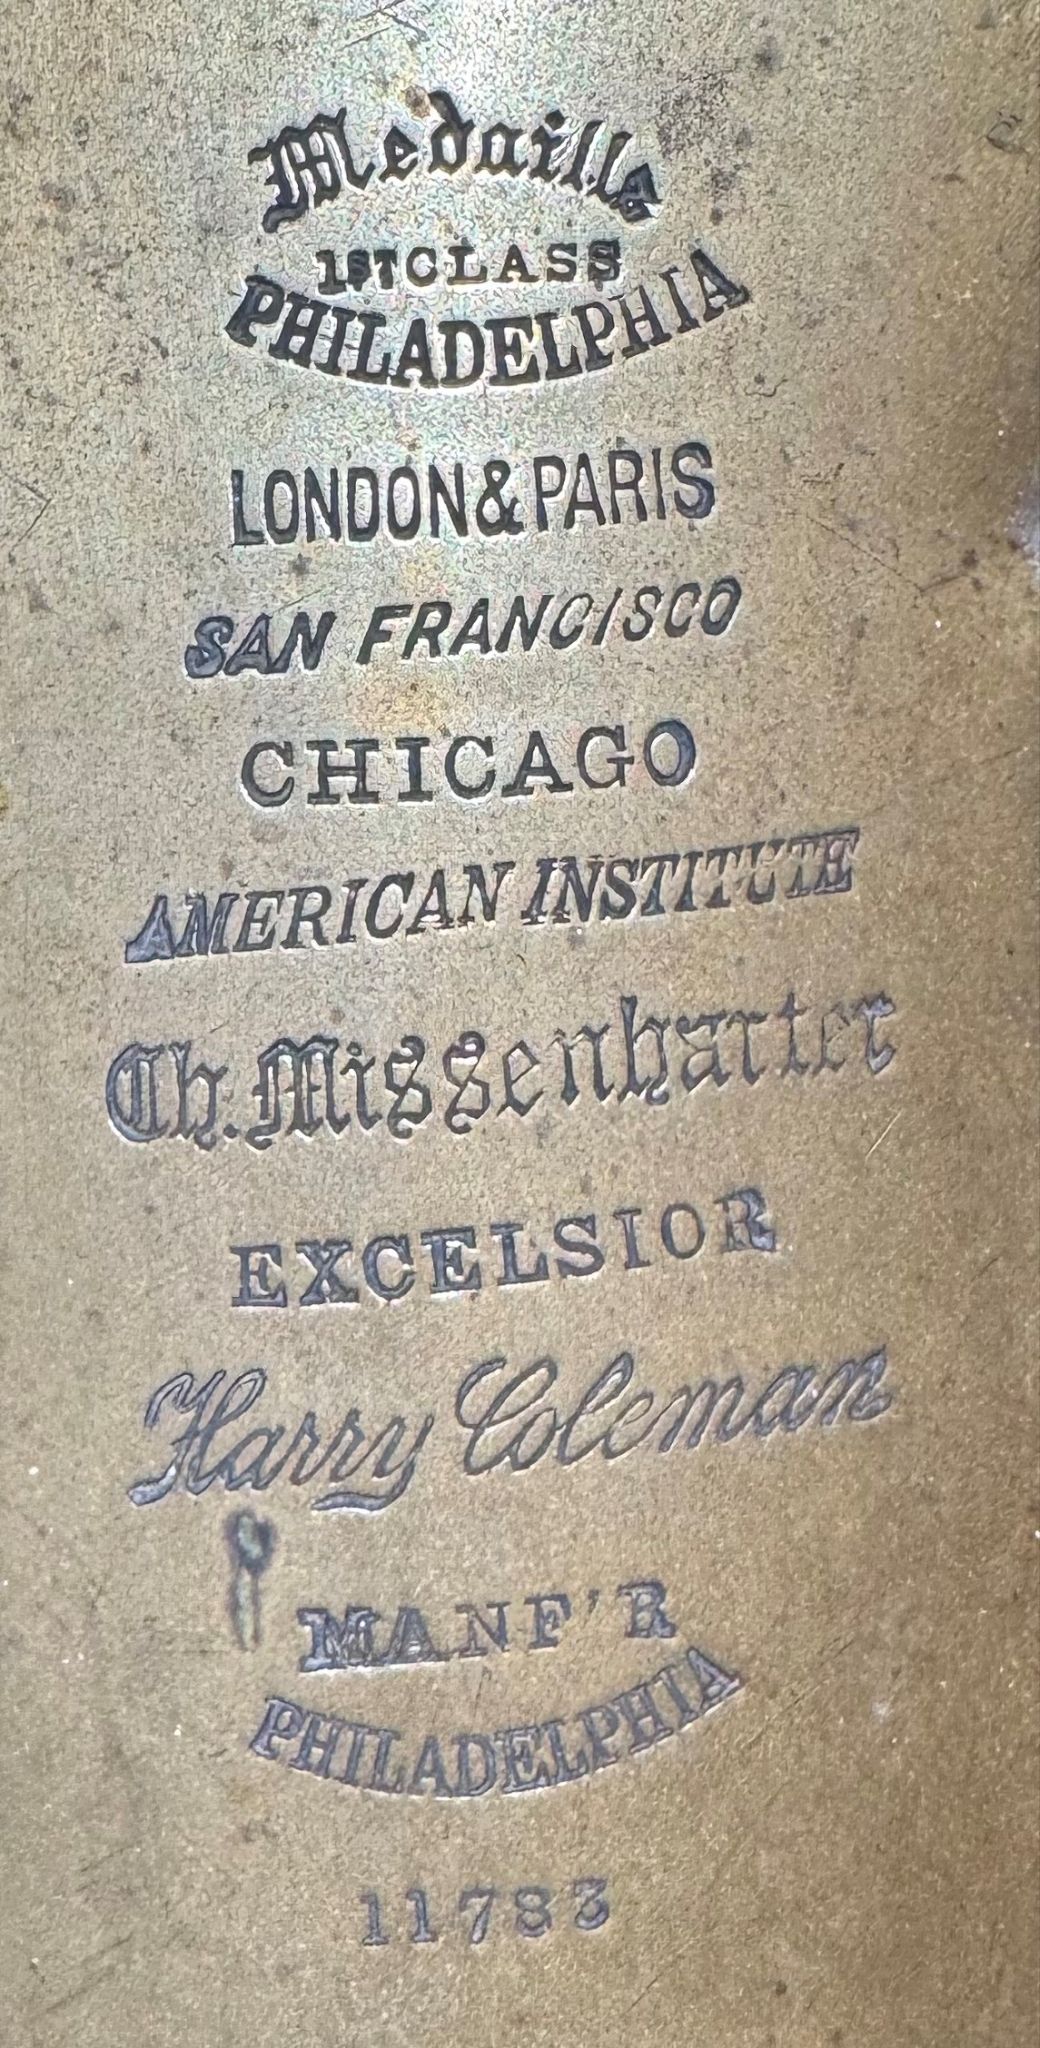 Medaille
1ST CLASS
PHILADELPHIA
LONDON & PARIS
SAN FRANCISCO
CHICAGO
AMERICAN INSTITUTE
Ch. Missenharter
EXCELSIOR
Harry Coleman
MANF'R
PHILADELPHIA
11783